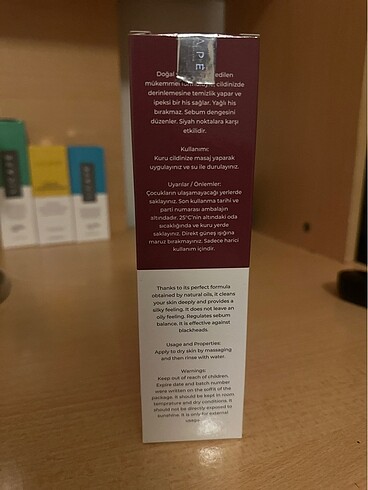 APE
Doğal edilen
mükemmel cildinizde
derinlemesine temizlik yapar ve
ipeksi bir his sağlar. Yağlı his
bırakmaz. Sebum dengesini
düzenler. Siyah noktalara karşı
etkilidir.
Kullanımı:
Kuru cildinize masaj yaparak
uygulayınız ve su ile durulayınız.
Uyarılar / Önlemler:
Çocukların ulaşamayacağı yerlerde
saklayınız. Son kullanma tarihi ve
parti numarası ambalajın
altındadır. 25°C'nin altındaki oda
sıcaklığında ve kuru yerde
saklayınız. Direkt güneş ışığına
maruz bırakmayınız. Sadece harici
kullanım içindir.
Thanks to its perfect formula
obtained by natural oils, it cleans
your skin deeply and provides a
silky feeling. It does not leave an
oily feeling. Regulates sebum
balance. It is effective against
blackheads.
Usage and Properties:
Apply to dry skin by massaging
and then rinse with water.
Warnings:
Keep out of reach of children.
Expire date and batch number
were written on the soffit of the
package. It should be kept in room
temprature and dry conditions. It
should not be directly exposed to
sunshine. It is only for external